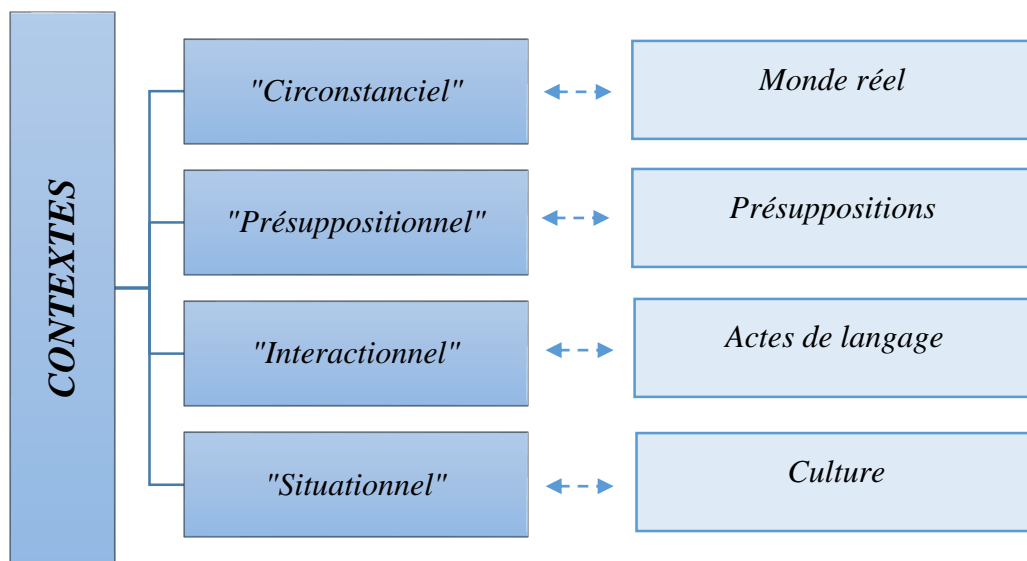 CONTEXTES
"Circonstanciel"
Monde réel
"Présuppositionnel"
Présuppositions
"Interactionnel"
Actes de langage
"Situationnel"
Culture